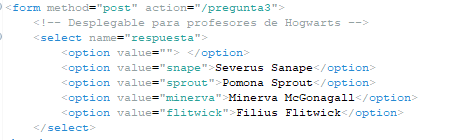 <form method="post" action="/pregunta3">
<!-- Desplegable para profesores de Hogwarts -->
<select name="respuesta">
<option value=""> </option>
<option value="snape">Severus Sanape</option>
<option value="sprout">Pomona Sprout</option>
<option value="minerva">Minerva McGonagall</option>
<option value="flitwick">Filius Flitwick</option>
</select>